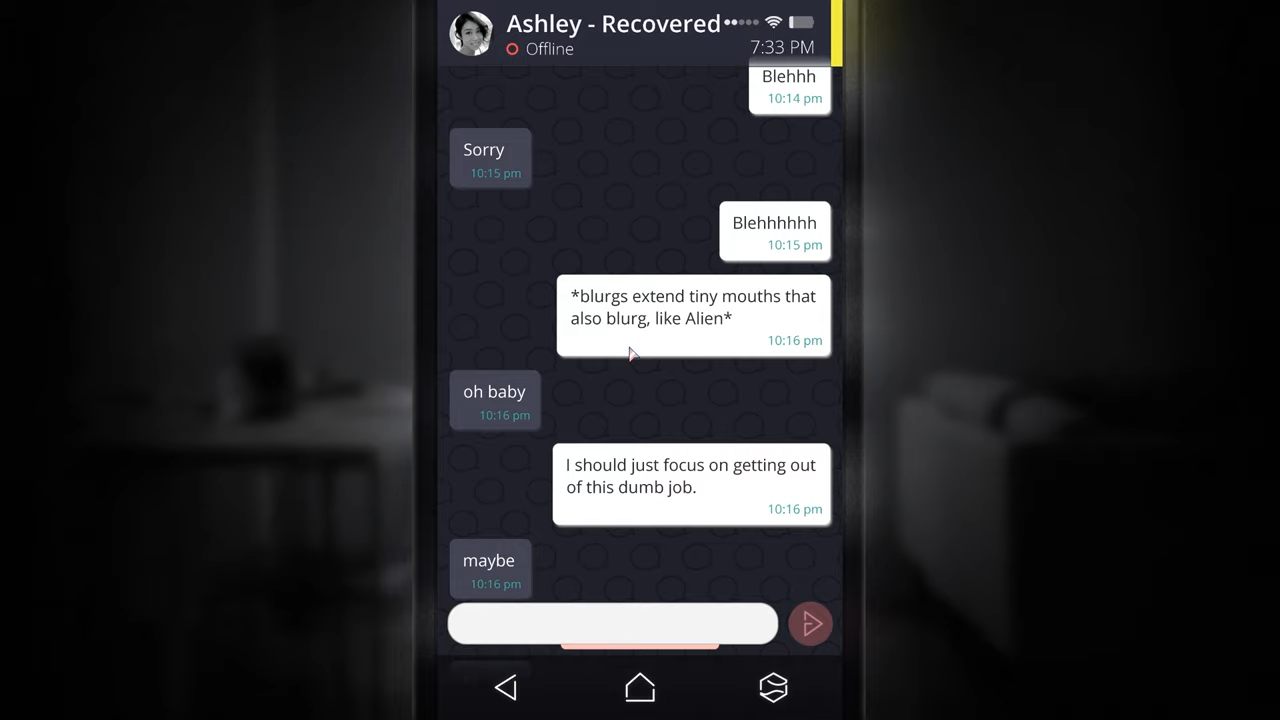 Ashley - Recovered
Offline
7:33 PM
Blehhh
10:14 pm
Sorry
10:15 pm
Blehhhhhh
10:15 pm
*blurgs extend tiny mouths that
also blurg, like Alien*
10:16 pm
oh baby
10:16 pm
I should just focus on getting out
of this dumb job.
10:16 pm
maybe
10:16 pm